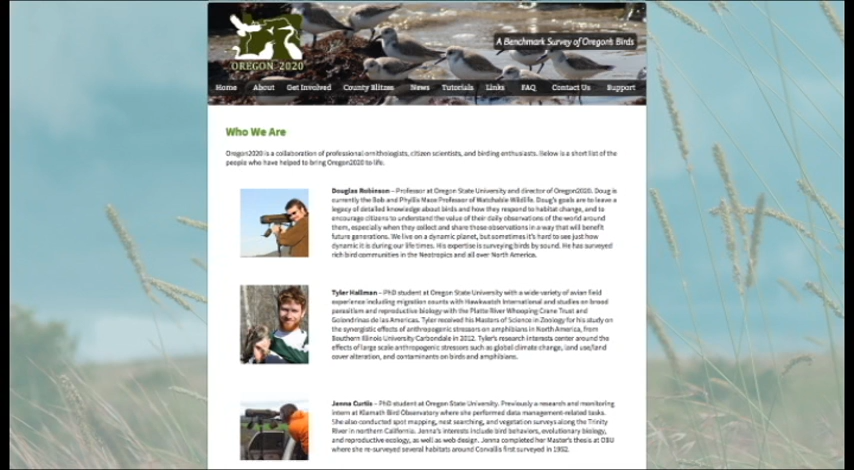 A Benchmark Survey of Oregon's Birds
OREGON 2020
Home About Get Involved County Blitzes News Tutorials Links FAQ Contact Us Support
Who We Are
Oregon2020 is a collaboration of professional ornithologists, citizen scientists, and birding enthusiasts. Below is a short list of the
people who have helped to bring Oregon2020 to life.
Douglas Robinson – Professor at Oregon State University and director of Oregon2020. Doug is
currently the Bob and Phyllis Mace Professor of Watchable Wildlife. Doug's goals are to leave a
legacy of detailed knowledge about birds and how they respond to habitat change, and to
encourage citizens to understand the value of their daily observations of the world around
them, especially when they collect and share those observations in a way that will benefit
future generations. We live on a dynamic planet, but sometimes it's hard to see just how
dynamic it is during our life times. His expertise is surveying birds by sound. He has surveyed
rich bird communities in the Neotropics and all over North America.
Tyler Hallman – PhD student at Oregon State University with a wide variety of avian field
experience including migration counts with Hawkwatch International and studies on brood
parasitism and reproductive biology with the Platte River Whooping Crane Trust and
Golondrinas de las Americas. Tyler received his Masters of Science in Zoology for his study on
the synergistic effects of anthropogenic stressors on amphibians in North America, from
Southern Illinois University Carbondale in 2012. Tyler's research interests center around the
effects of large scale anthropogenic stressors such as global climate change, land use/land
cover alteration, and contaminants on birds and amphibians.
Jenna Curtis – PhD student at Oregon State University. Previously a research and monitoring
intern at Klamath Bird Observatory where she performed data management-related tasks.
She also conducted spot mapping, nest searching, and vegetation surveys along the Trinity
River in northern California. Jenna's interests include bird behaviors, evolutionary biology,
and reproductive ecology, as well as web design. Jenna completed her Master's thesis at OSU
where she re-surveyed several habitats around Corvallis first surveyed in 1952.